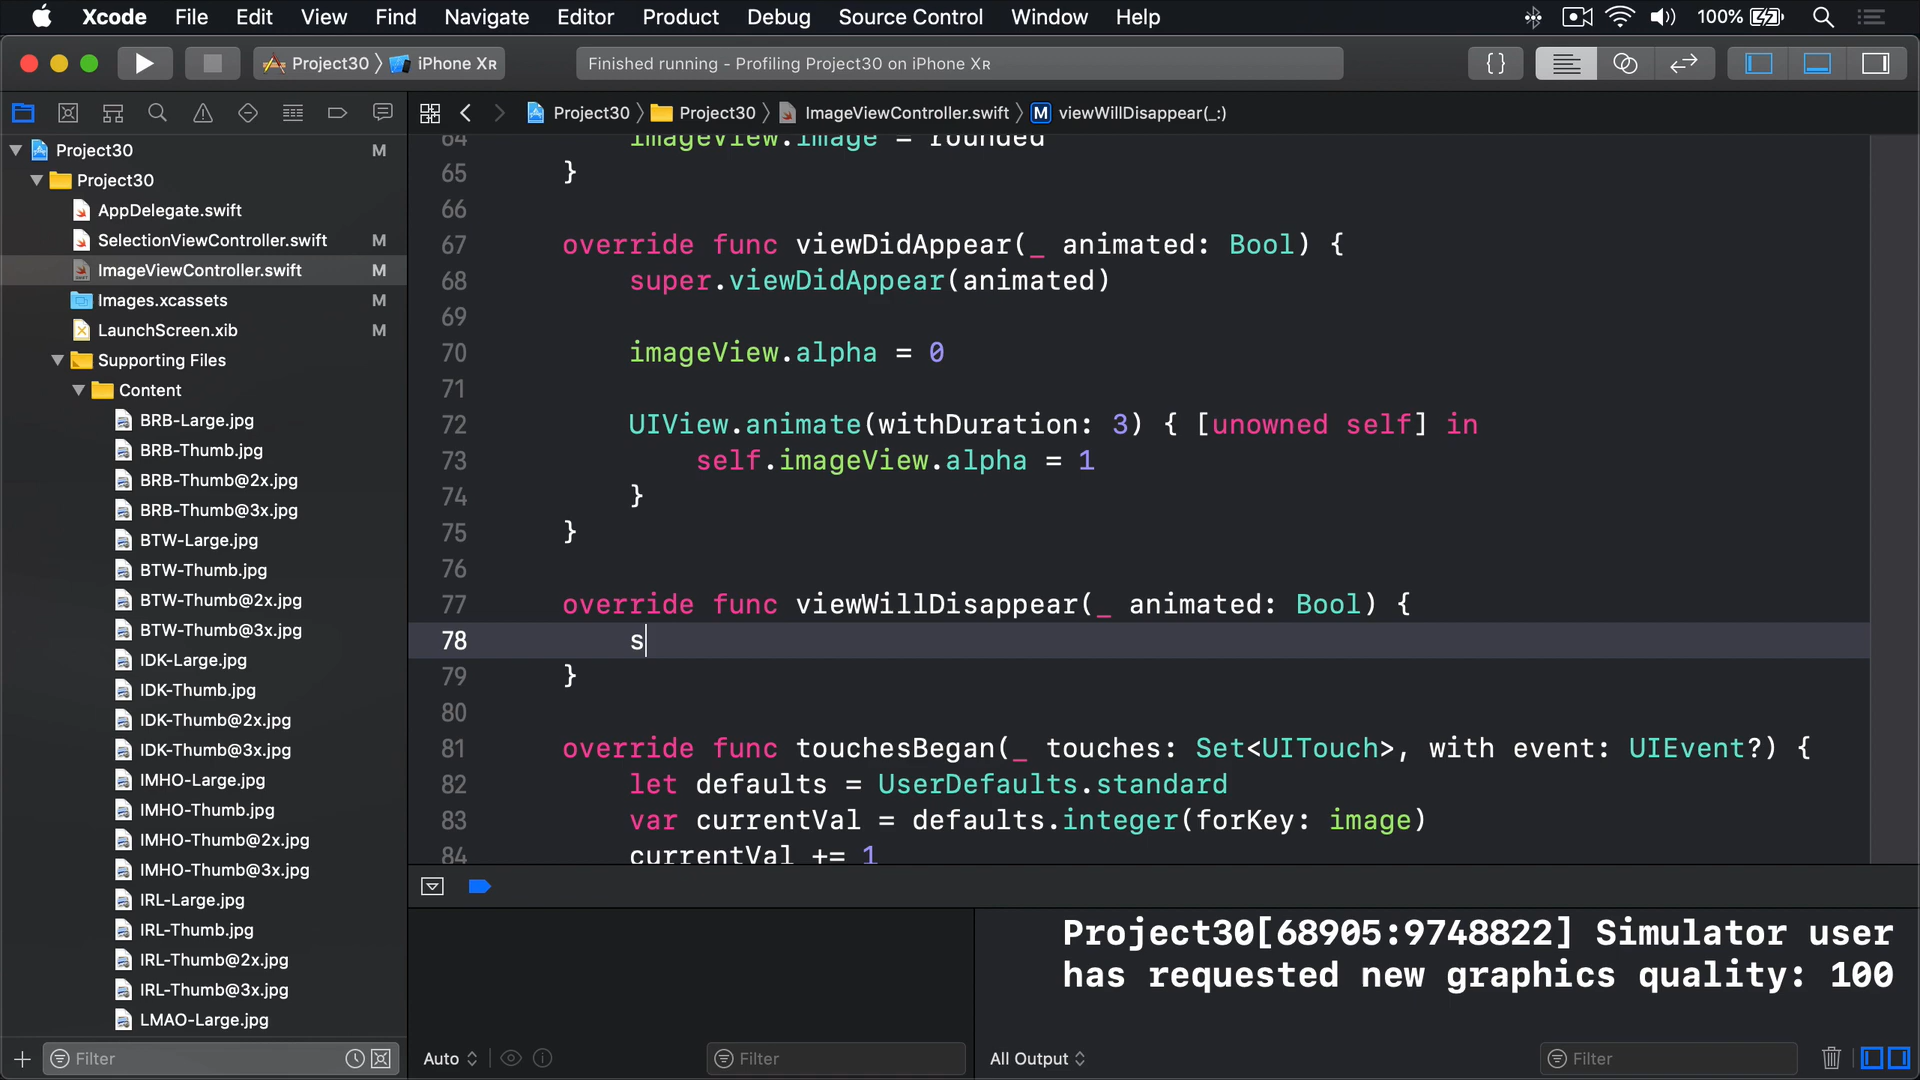 Xcode File Edit View Find Navigate Editor Product Debug Source Control Window Help 100%
Project30 iPhone XR
Finished running - Profiling Project30 on iPhone XR
{}
Project30 Project30 ImageViewController.swift M viewWillDisappear(_:)
Project30 M
Project30
AppDelegate.swift
SelectionViewController.swift M
ImageViewController.swift M
Images.xcassets M
LaunchScreen.xib M
Supporting Files
Content
BRB-Large.jpg
BRB-Thumb.jpg
BRB-Thumb@2x.jpg
BRB-Thumb@3x.jpg
BTW-Large.jpg
BTW-Thumb.jpg
BTW-Thumb@2x.jpg
BTW-Thumb@3x.jpg
IDK-Large.jpg
IDK-Thumb.jpg
IDK-Thumb@2x.jpg
IDK-Thumb@3x.jpg
IMHO-Large.jpg
IMHO-Thumb.jpg
IMHO-Thumb@2x.jpg
IMHO-Thumb@3x.jpg
IRL-Large.jpg
IRL-Thumb.jpg
IRL-Thumb@2x.jpg
IRL-Thumb@3x.jpg
LMAO-Large.jpg
Filter
64 imageView.image = rounded
65 }
66
67 override func viewDidAppear(_ animated: Bool) {
68 super.viewDidAppear(animated)
69
70 imageView.alpha = 0
71
72 UIView.animate(withDuration: 3) { [unowned self] in
73 self.imageView.alpha = 1
74 }
75 }
76
77 override func viewWillDisappear(_ animated: Bool) {
78 s
79 }
80
81 override func touchesBegan(_ touches: Set<UITouch>, with event: UIEvent?) {
82 let defaults = UserDefaults.standard
83 var currentVal = defaults.integer(forKey: image)
84 currentVal += 1
Auto Filter
Project30[68905:9748822] Simulator user
has requested new graphics quality: 100
All Output Filter